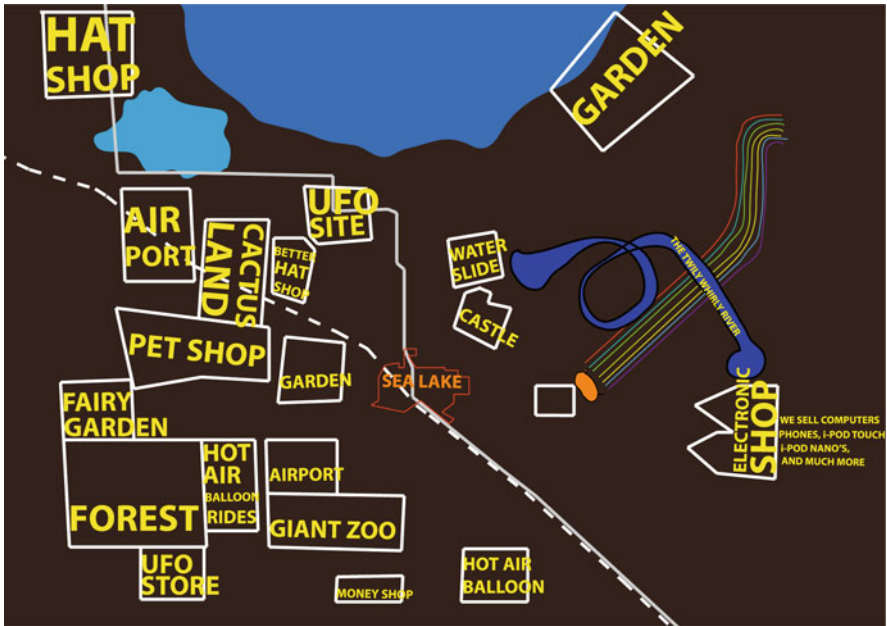 HAT
SHOP
GARDEN
AIR
PORT
CACTUS
LAND
BETTER
HAT
SHOP
UFO
SITE
WATER
SLIDE
CASTLE
THE TWILY WHIRLY RIVER
PET SHOP
GARDEN
SEA LAKE
ELECTRONIC
SHOP
WE SELL COMPUTERS
PHONES, i-POD TOUCH
i-POD NANO'S,
AND MUCH MORE
FAIRY
GARDEN
FOREST
HOT
AIR
BALLOON
RIDES
AIRPORT
GIANT ZOO
UFO
STORE
MONEY SHOP
HOT AIR
BALLOON